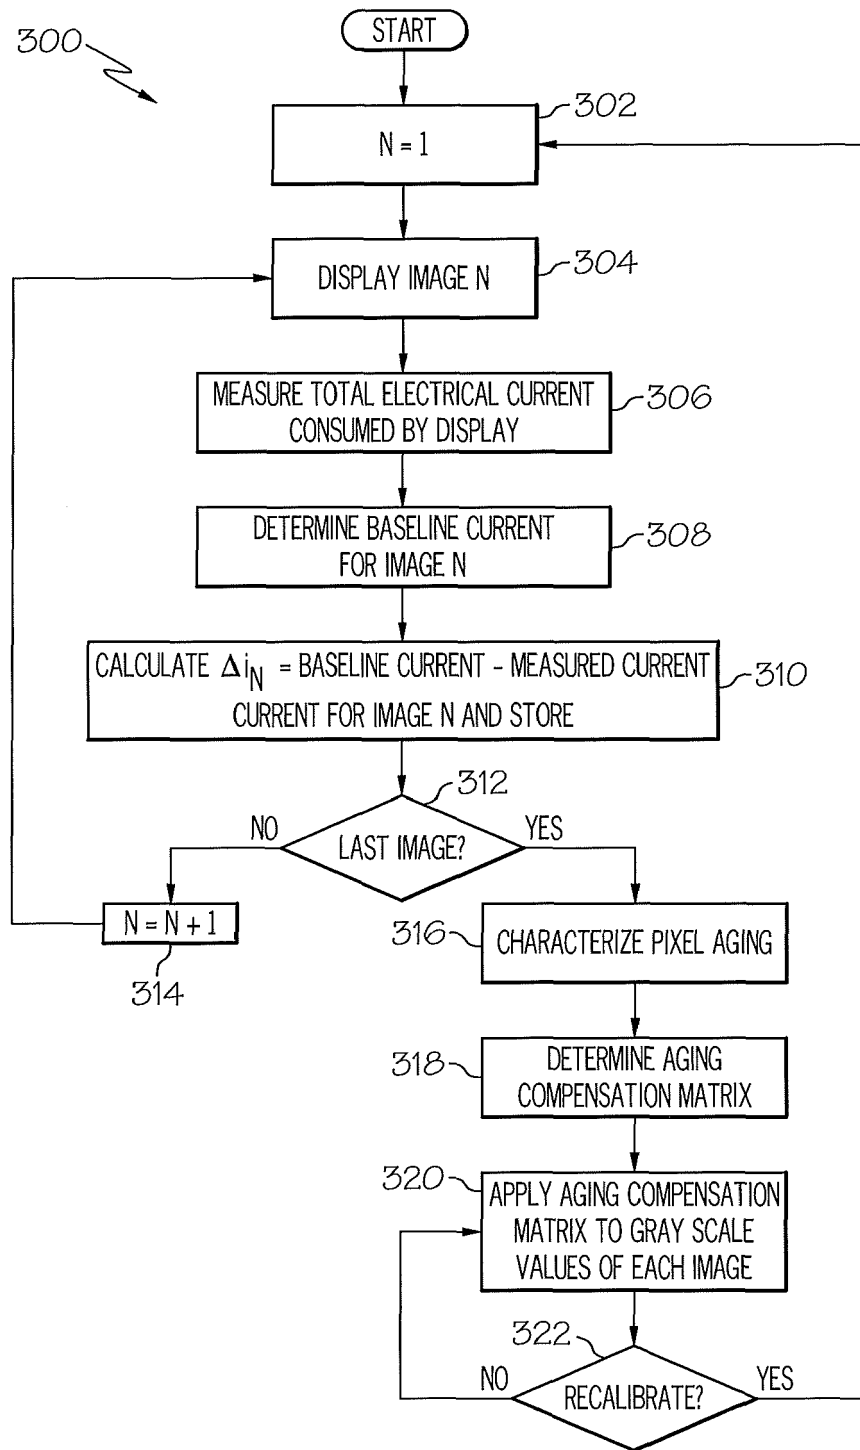 START
300
302
N = 1
304
DISPLAY IMAGE N
MEASURE TOTAL ELECTRICAL CURRENT
CONSUMED BY DISPLAY
306
DETERMINE BASELINE CURRENT
FOR IMAGE N
308
CALCULATE Δi_N = BASELINE CURRENT – MEASURED CURRENT
CURRENT FOR IMAGE N AND STORE
310
312
NO
LAST IMAGE?
YES
N = N + 1
314
316
CHARACTERIZE PIXEL AGING
318
DETERMINE AGING
COMPENSATION MATRIX
320
APPLY AGING COMPENSATION
MATRIX TO GRAY SCALE
VALUES OF EACH IMAGE
322
NO
RECALIBRATE?
YES